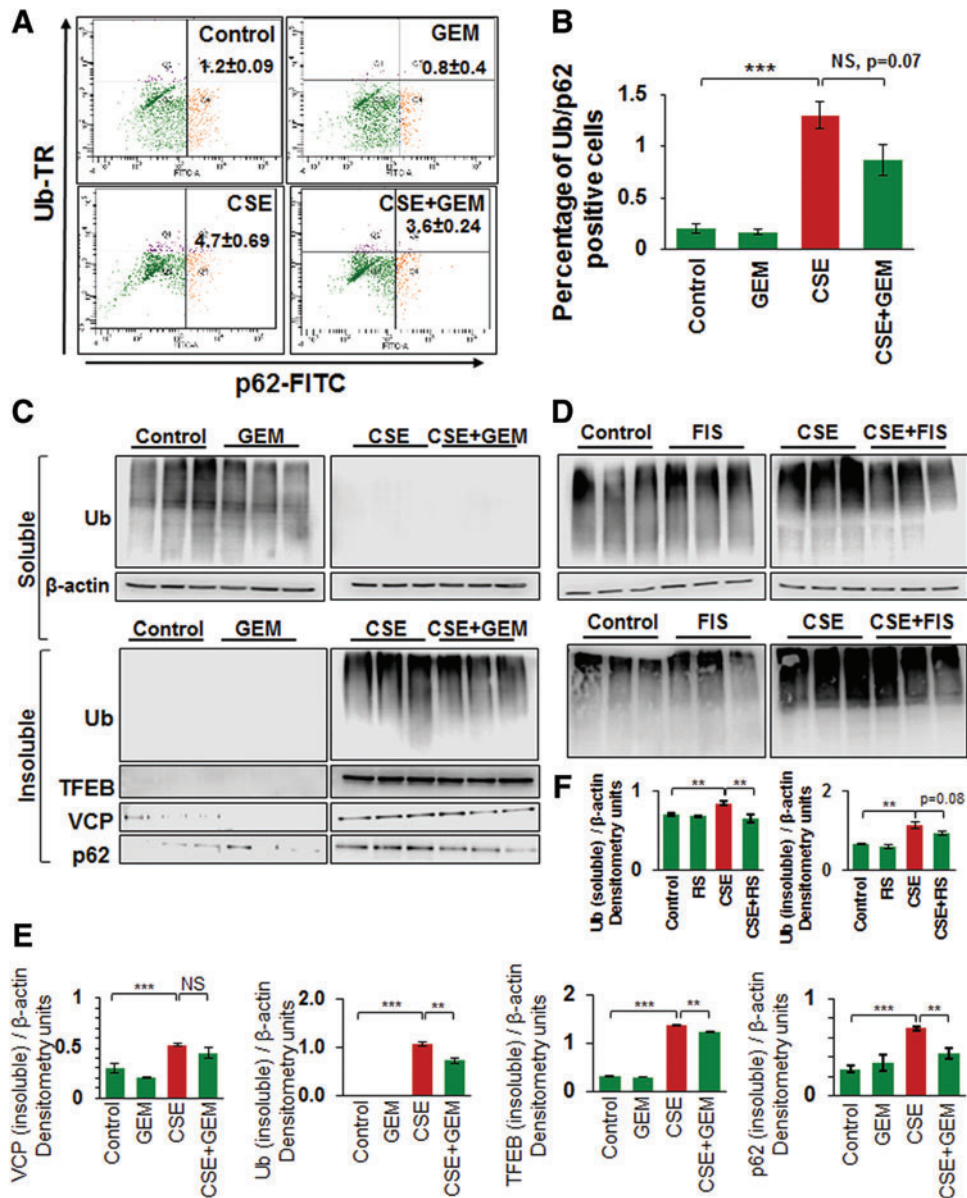 A
Control
1.2±0.09
GEM
0.8±0.4
CSE
4.7±0.69
CSE+GEM
3.6±0.24
Ub-TR
FITC-A
FITC-A
FITC-A
FITC-A
p62-FITC
B
Percentage of Ub/p62
positive cells
***
NS, p=0.07
1.5
1
0.5
0
Control
GEM
CSE
CSE+GEM
C
Control
GEM
CSE
CSE+GEM
Soluble
Ub
β-actin
Control
GEM
CSE
CSE+GEM
Insoluble
Ub
TFEB
VCP
p62
D
Control
FIS
CSE
CSE+FIS
Control
FIS
CSE
CSE+FIS
F
Ub (soluble) / β-actin
Densitometry units
**
**
1
0
Control
FIS
CSE
CSE+FIS
Ub (insoluble) / β-actin
Densitometry units
**
p=0.08
2
1
0
Control
FIS
CSE
CSE+FIS
E
VCP (insoluble) / β-actin
Densitometry units
***
NS
1
0.5
0
Control
GEM
CSE
CSE+GEM
Ub (insoluble) / β-actin
Densitometry units
***
**
2.0
1.0
0.0
Control
GEM
CSE
CSE+GEM
TFEB (insoluble) / β-actin
Densitometry units
***
**
2
1
0
Control
GEM
CSE
CSE+GEM
p62 (insoluble) / β-actin
Densitometry units
***
**
1
0.5
0
Control
GEM
CSE
CSE+GEM